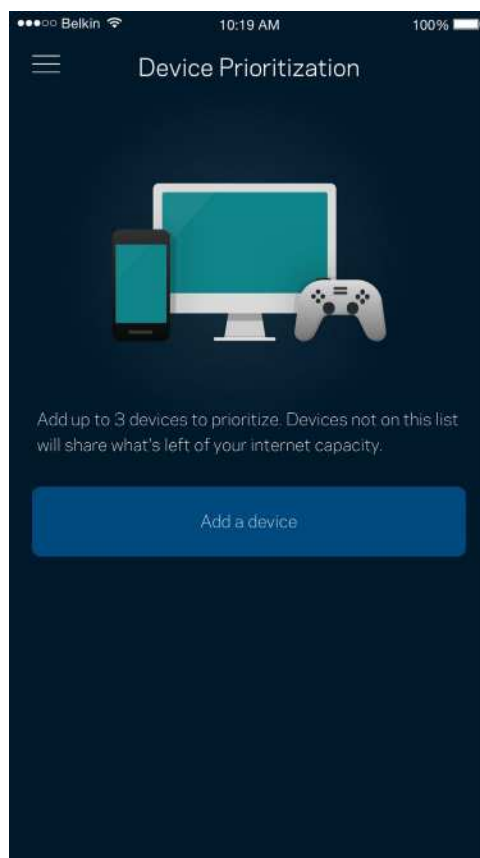 Belkin 10:19 AM 100%
Device Prioritization
Add up to 3 devices to prioritize. Devices not on this list
will share what's left of your internet capacity.
Add a device